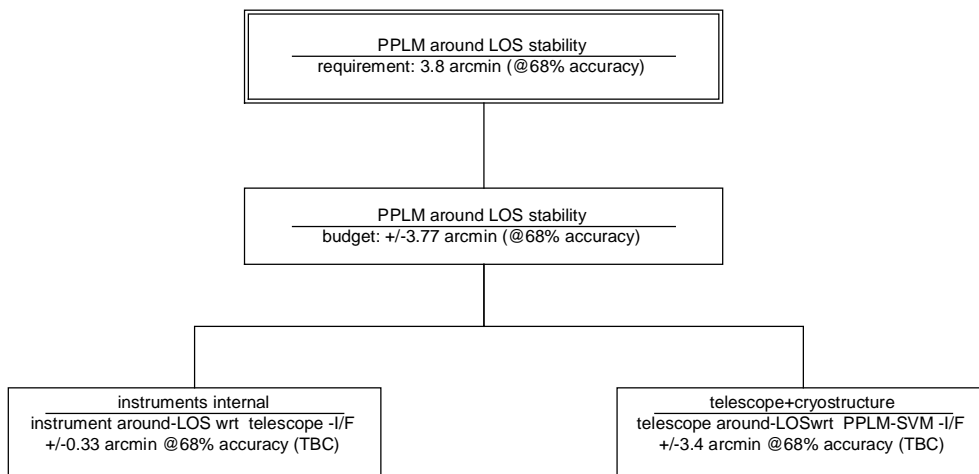 PPLM around LOS stability
requirement: 3.8 arcmin (@68% accuracy)
PPLM around LOS stability
budget: +/-3.77 arcmin (@68% accuracy)
instruments internal
instrument around-LOS wrt telescope -I/F
+/-0.33 arcmin @68% accuracy (TBC)
telescope+cryostructure
telescope around-LOSwrt PPLM-SVM -I/F
+/-3.4 arcmin @68% accuracy (TBC)